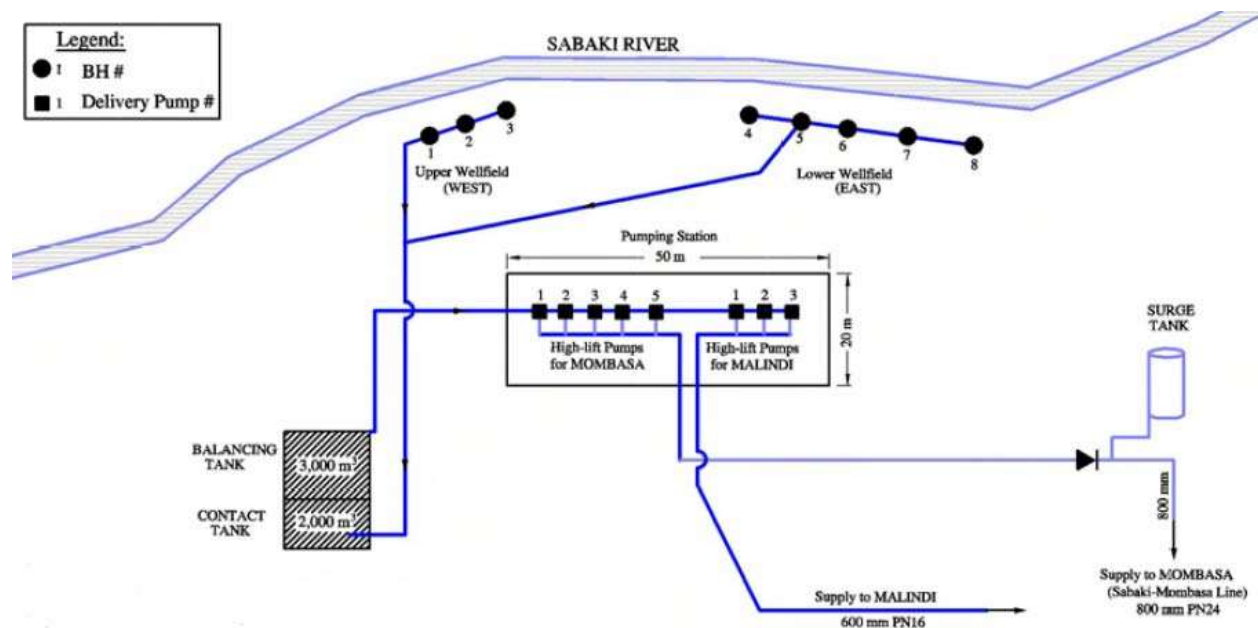 Legend:
1 BH #
1 Delivery Pump #
SABAKI RIVER
1
2
3
Upper Wellfield
(WEST)
4
5
6
7
8
Lower Wellfield
(EAST)
Pumping Station
50 m
20 m
1 2 3 4 5
1 2 3
High-lift Pumps
for MOMBASA
High-lift Pumps
for MALINDI
SURGE
TANK
BALANCING
TANK
3,000 m³
CONTACT
TANK
2,000 m³
800 mm
Supply to MALINDI
600 mm PN16
Supply to MOMBASA
(Sabaki-Mombasa Line)
800 mm PN24